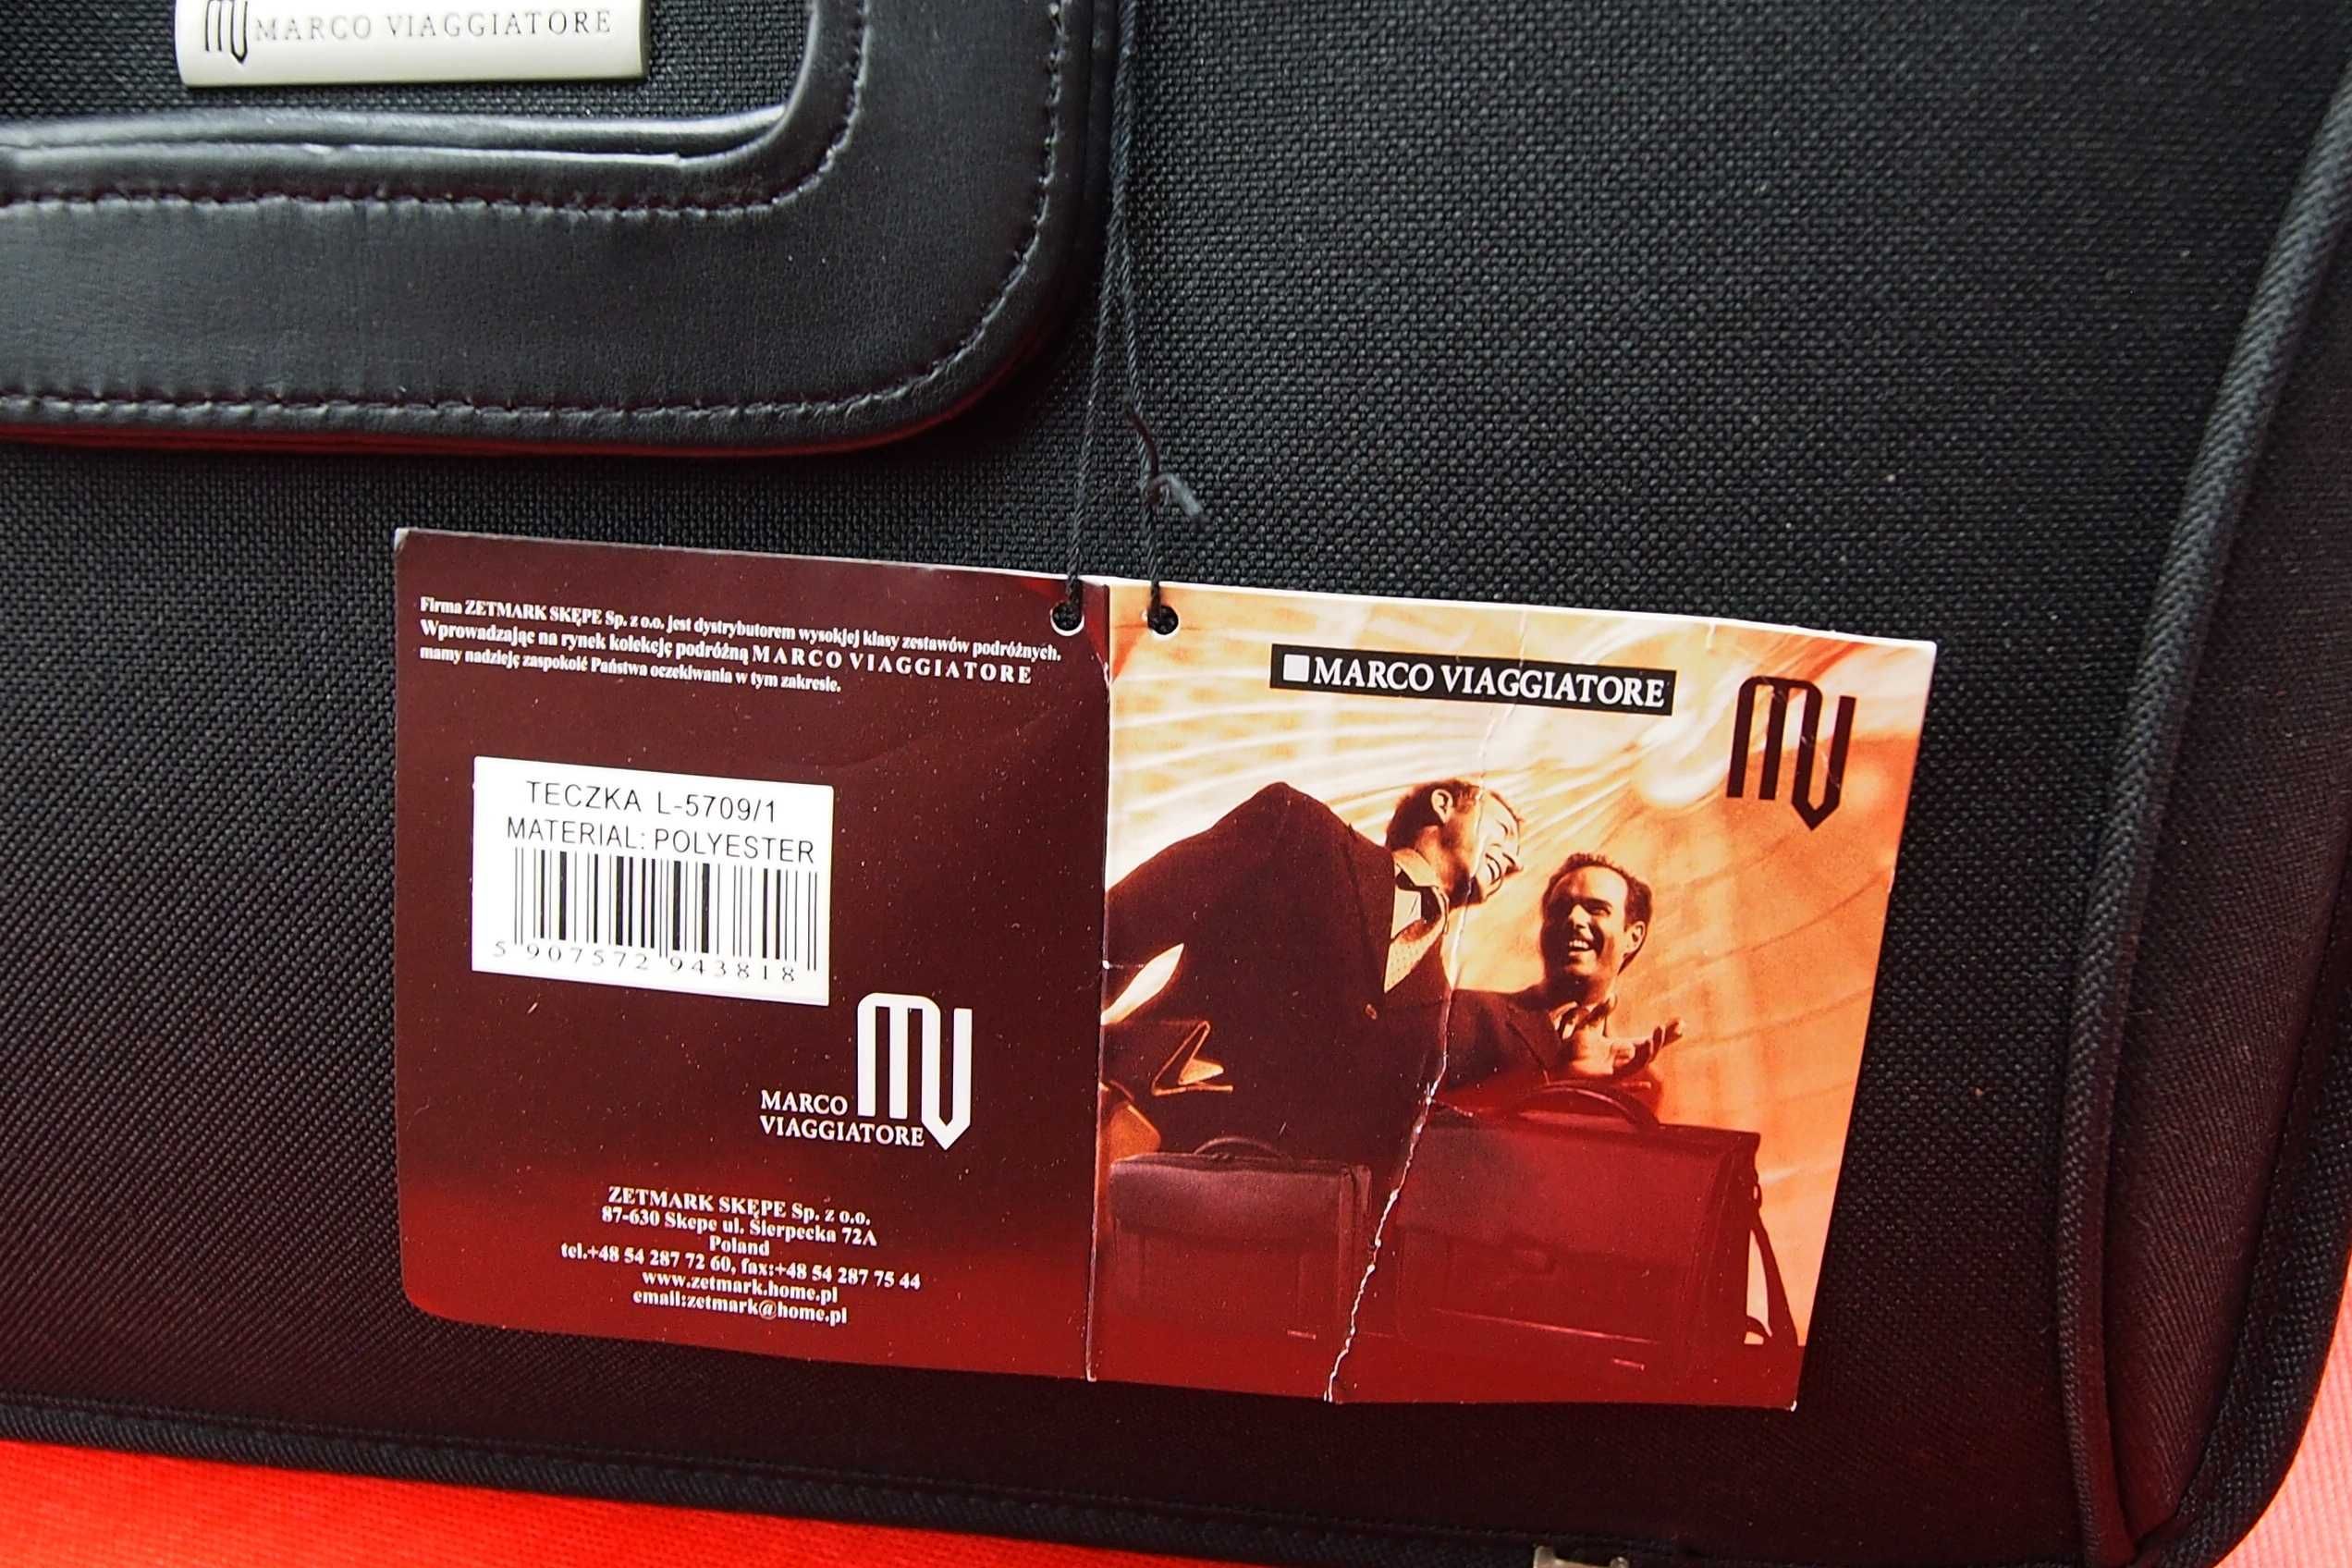 MV MARCO VIAGGIATORE
Firma ZETMARK SKĘPE Sp. z o.o. jest dystrybutorem wysokiej klasy zestawów podróżnych.
Wprowadzając na rynek kolekcję podróżną MARCO VIAGGIATORE
mamy nadzieję zaspokoić Państwa oczekiwania w tym zakresie.
TECZKA L-5709/1
MATERIAL: POLYESTER
5 907572 943818
MV
MARCO
VIAGGIATORE
ZETMARK SKĘPE Sp. z o.o.
87-630 Skępe ul. Sierpecka 72A
Poland
tel.+48 54 287 72 60, fax:+48 54 287 75 44
www.zetmark.home.pl
email:zetmark@home.pl
MARCO VIAGGIATORE
MV